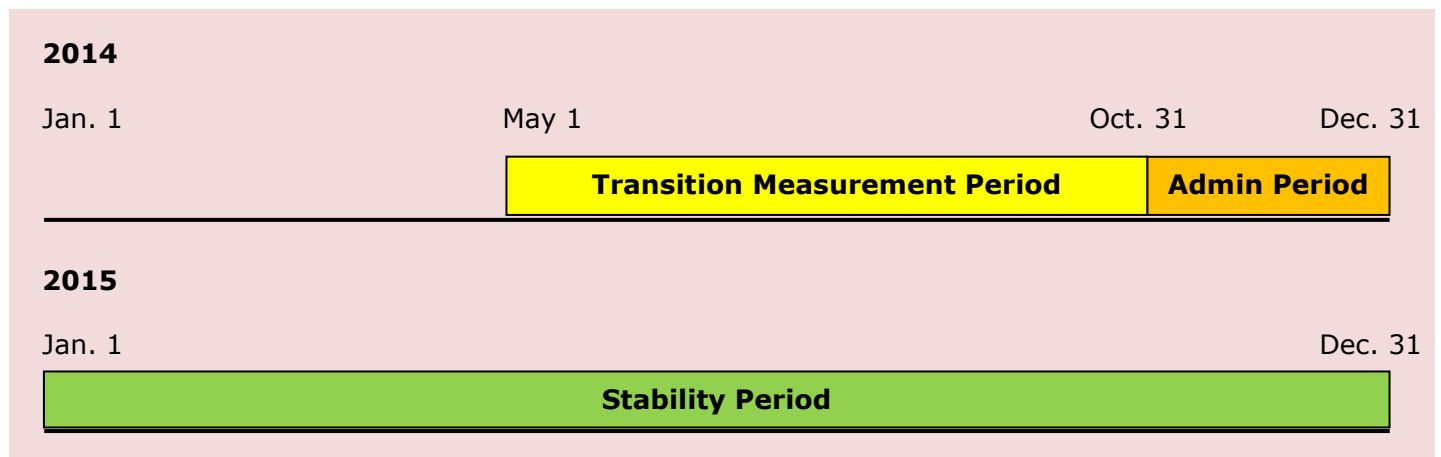 2014
Jan. 1 May 1 Oct. 31 Dec. 31
Transition Measurement Period Admin Period
2015
Jan. 1 Dec. 31
Stability Period